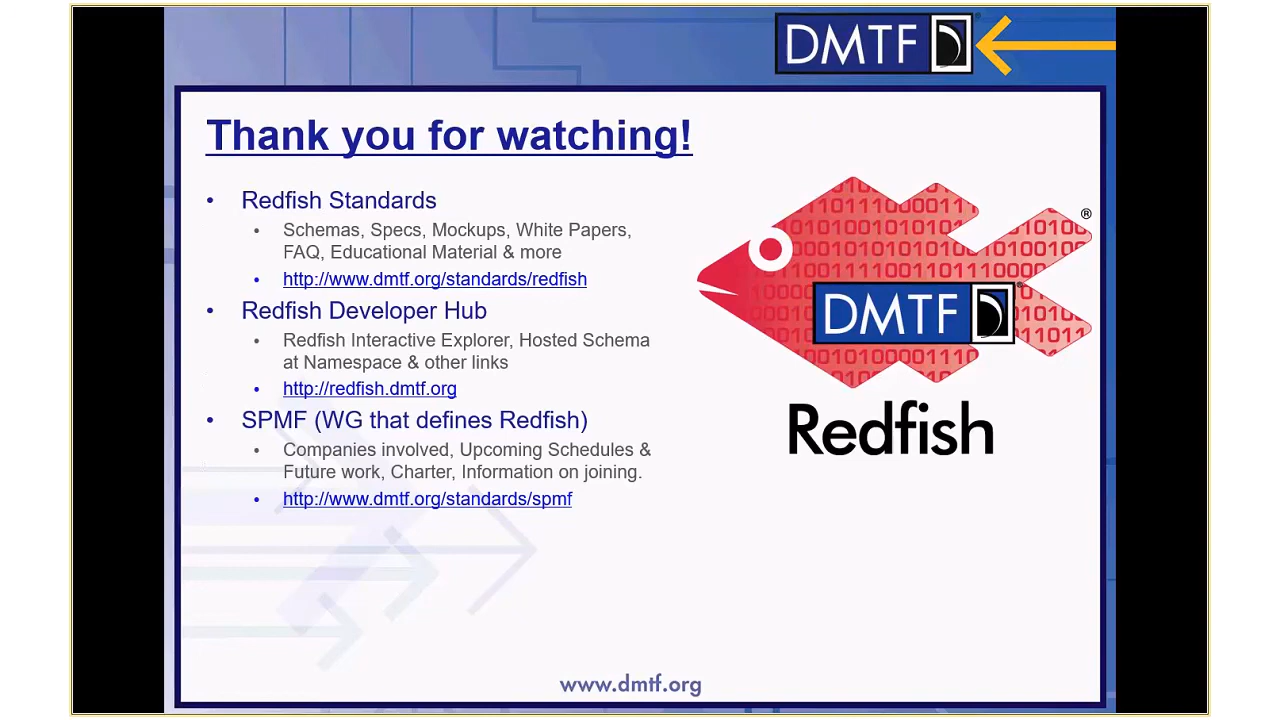 DMTF
Thank you for watching!
• Redfish Standards
• Schemas, Specs, Mockups, White Papers,
FAQ, Educational Material & more
• http://www.dmtf.org/standards/redfish
• Redfish Developer Hub
• Redfish Interactive Explorer, Hosted Schema
at Namespace & other links
• http://redfish.dmtf.org
• SPMF (WG that defines Redfish)
• Companies involved, Upcoming Schedules &
Future work, Charter, Information on joining.
• http://www.dmtf.org/standards/spmf
®
DMTF
Redfish
www.dmtf.org